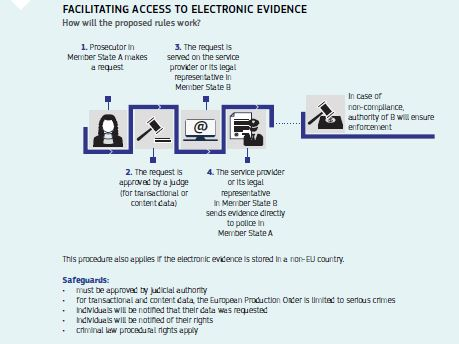 FACILITATING ACCESS TO ELECTRONIC EVIDENCE
How will the proposed rules work?
1. Prosecutor in
Member State A makes
a request
3. The request is
served on the service
provider or its legal
representative in
Member State B
@
In case of
non-compliance,
authority of B will ensure
enforcement
2. The request is
approved by a judge
(for transactional or
content data)
4. The service provider
or its legal
representative
in Member State B
sends evidence directly
to police in
Member State A
This procedure also applies if the electronic evidence is stored in a non-EU country.
Safeguards:
• must be approved by judicial authority
• for transactional and content data, the European Production Order is limited to serious crimes
• individuals will be notified that their data was requested
• individuals will be notified of their rights
• criminal law procedural rights apply